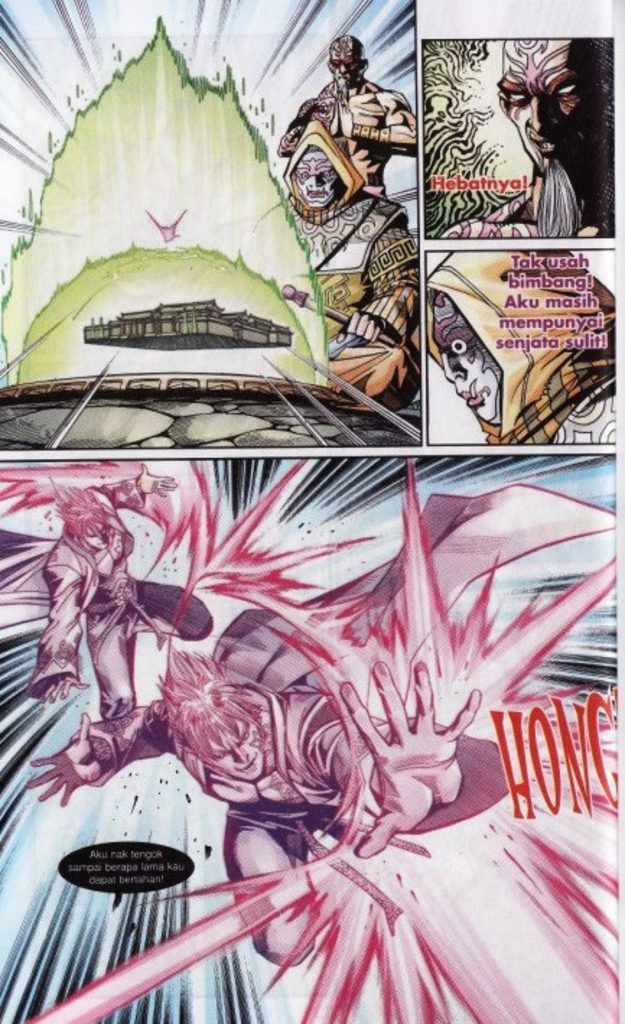 Hebatnya!
Tak usah
bimbang!
Aku masih
mempunyai
senjata sulit!
HONG
Aku nak tengok
sampai berapa lama kau
dapat bertahan!